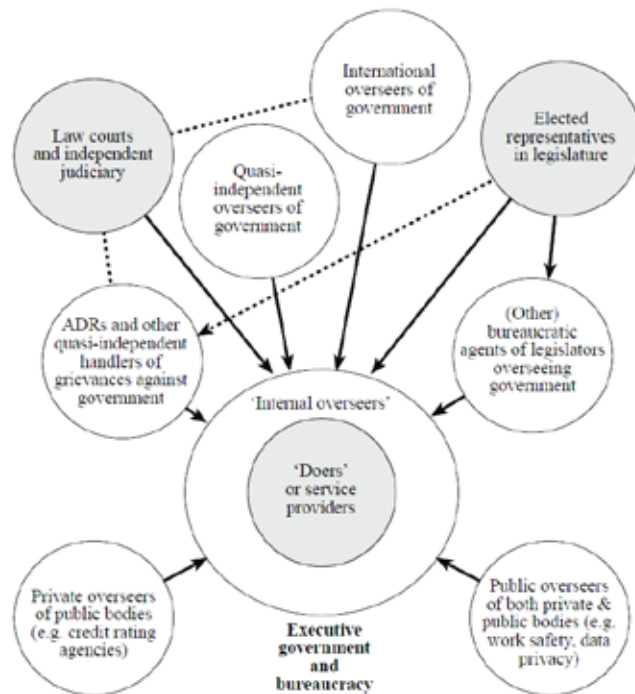 International
overseers of
government
Law courts
and independent
judiciary
Elected
representatives
in legislature
Quasi-
independent
overseers of
government
ADRs and other
quasi-independent
handlers of
grievances against
government
(Other)
bureaucratic
agents of legislators
overseeing
government
'Internal overseers'
'Doers'
or service
providers
Private overseers
of public bodies
(e.g. credit rating
agencies)
Public overseers
of both private &
public bodies (e.g.
work safety, data
privacy)
Executive
government
and
bureaucracy